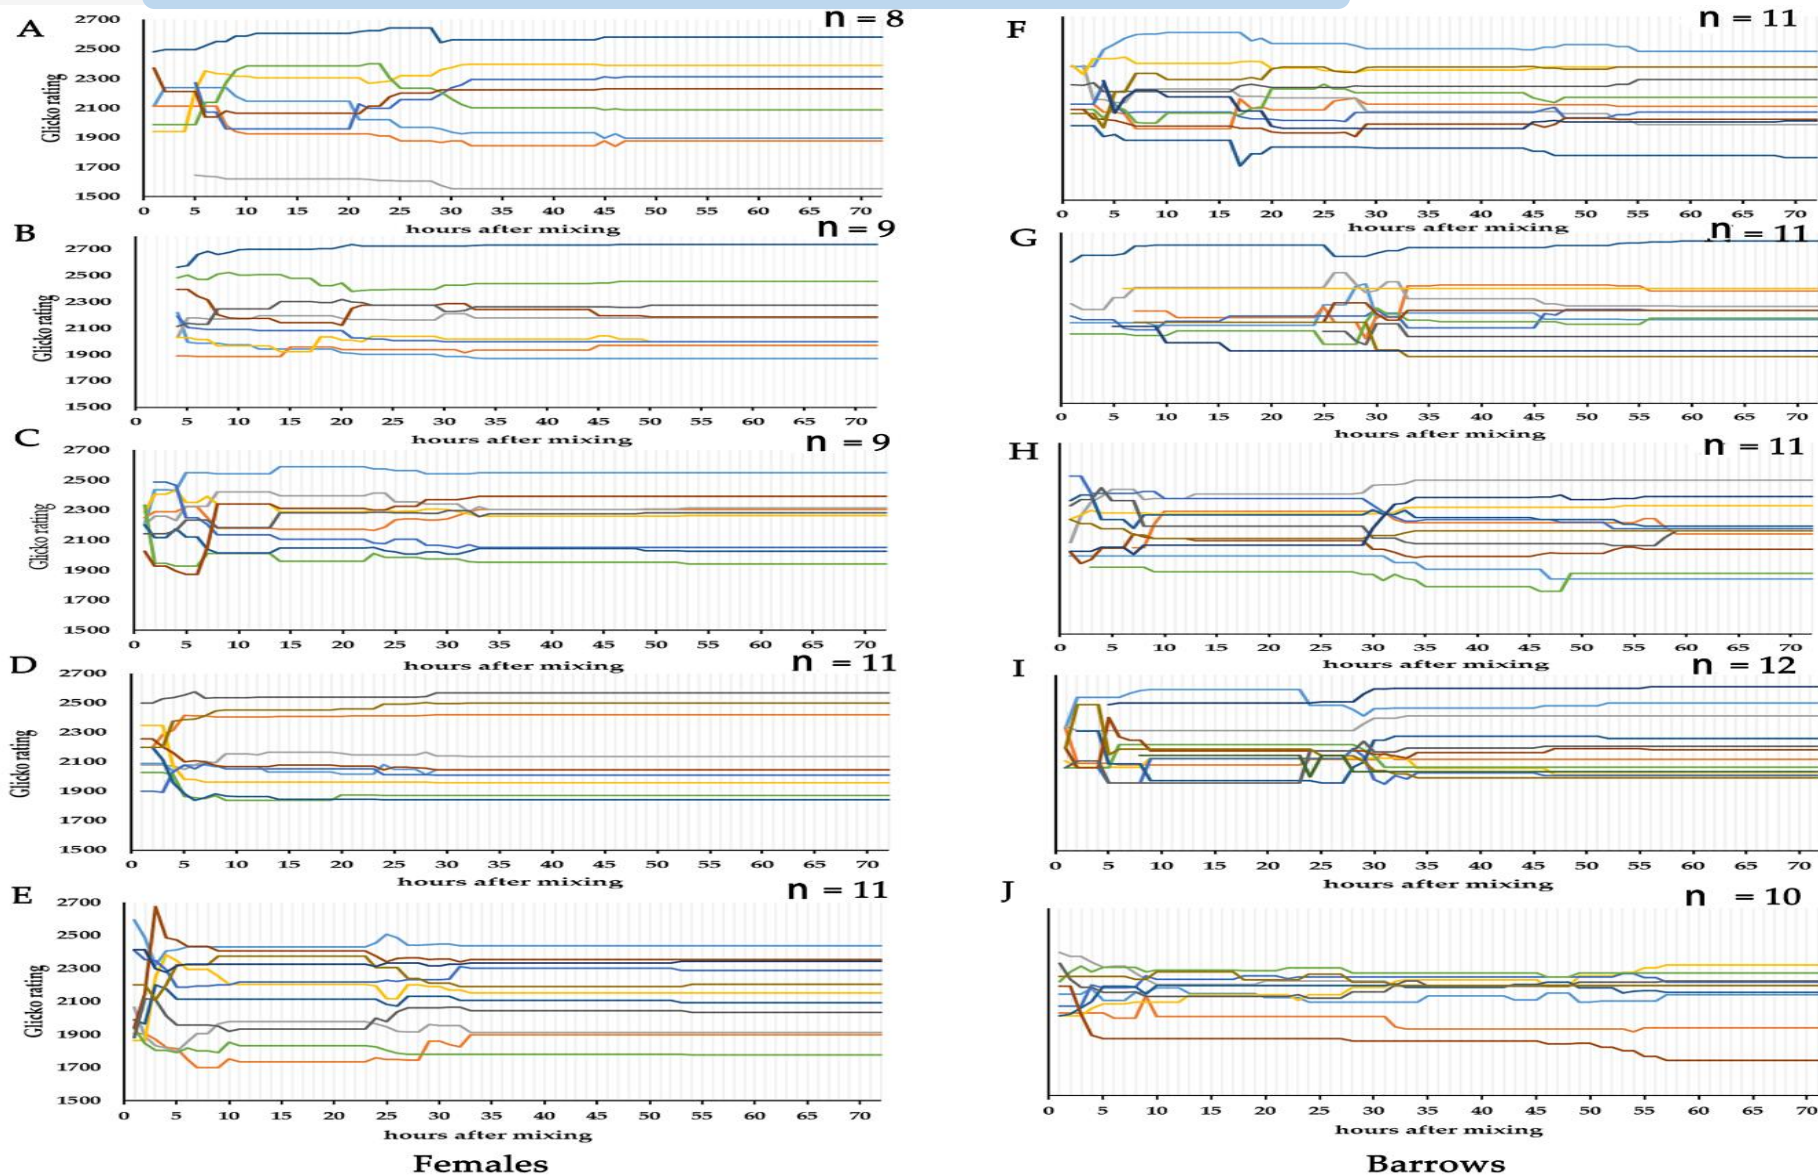 A
n = 8
2700
2500
2300
2100
1900
1700
1500
Glicko rating
0 5 10 15 20 25 30 35 40 45 50 55 60 65 70
hours after mixing
B
n = 9
2700
2500
2300
2100
1900
1700
1500
Glicko rating
0 5 10 15 20 25 30 35 40 45 50 55 60 65 70
hours after mixing
C
n = 9
2700
2500
2300
2100
1900
1700
1500
Glicko rating
0 5 10 15 20 25 30 35 40 45 50 55 60 65 70
hours after mixing
D
n = 11
2700
2500
2300
2100
1900
1700
1500
Glicko rating
0 5 10 15 20 25 30 35 40 45 50 55 60 65 70
hours after mixing
E
n = 11
2700
2500
2300
2100
1900
1700
1500
Glicko rating
0 5 10 15 20 25 30 35 40 45 50 55 60 65 70
hours after mixing
Females
F
n = 11
0 5 10 15 20 25 30 35 40 45 50 55 60 65 70
hours after mixing
G
n = 11
0 5 10 15 20 25 30 35 40 45 50 55 60 65 70
hours after mixing
H
n = 11
0 5 10 15 20 25 30 35 40 45 50 55 60 65 70
hours after mixing
I
n = 12
0 5 10 15 20 25 30 35 40 45 50 55 60 65 70
hours after mixing
J
n = 10
0 5 10 15 20 25 30 35 40 45 50 55 60 65 70
hours after mixing
Barrows